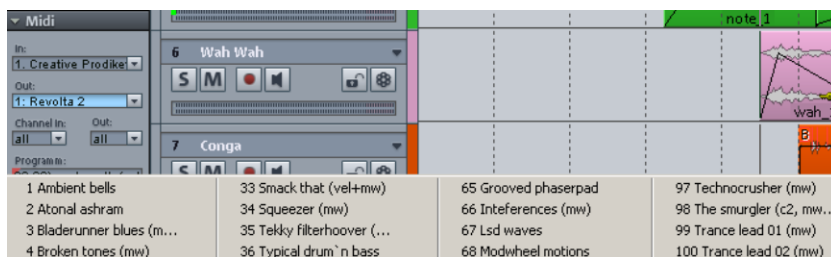 Midi
note_1
In:
1. Creative Prodike
6 Wah Wah
S M
Out:
1: Revolta 2
wah_
Channel In: Out:
all all
7 Conga
B
Programm:
S M
1 Ambient bells
33 Smack that (vel+mw)
65 Grooved phaserpad
97 Technocrusher (mw)
2 Atonal ashram
34 Squeezer (mw)
66 Inteferences (mw)
98 The smurgler (c2, mw...
3 Bladerunner blues (m...
35 Tekky filterhoover (...
67 Lsd waves
99 Trance lead 01 (mw)
4 Broken tones (mw)
36 Typical drum`n bass
68 Modwheel motions
100 Trance lead 02 (mw)